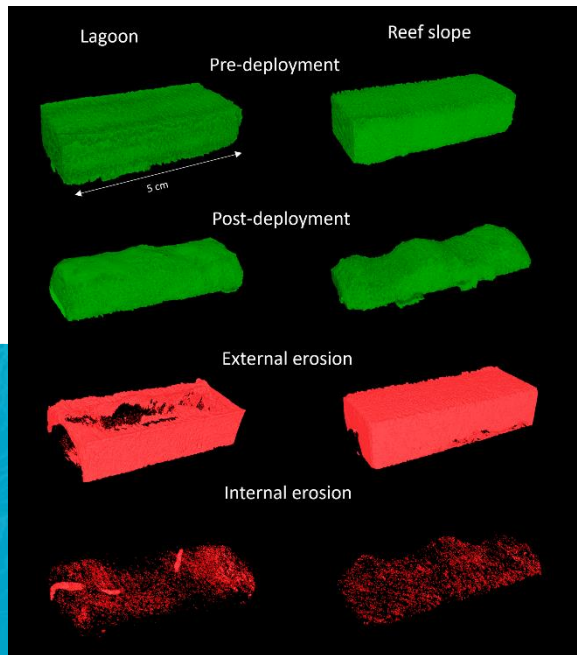 Lagoon
Reef slope
Pre-deployment
5 cm
Post-deployment
External erosion
Internal erosion